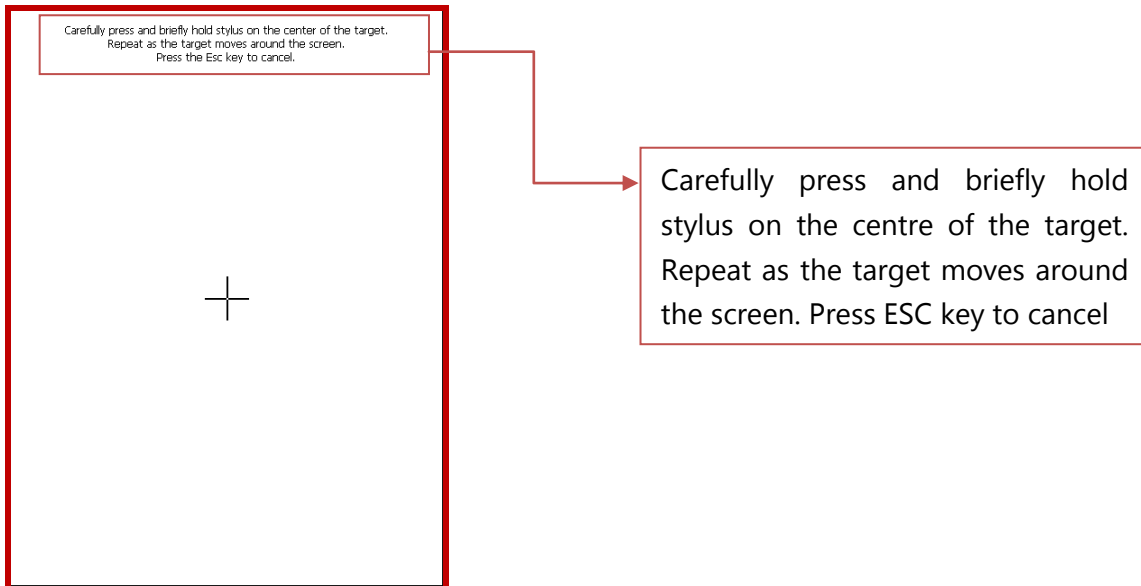 Carefully press and briefly hold stylus on the center of the target.
Repeat as the target moves around the screen.
Press the Esc key to cancel.
Carefully press and briefly hold
stylus on the centre of the target.
Repeat as the target moves around
the screen. Press ESC key to cancel